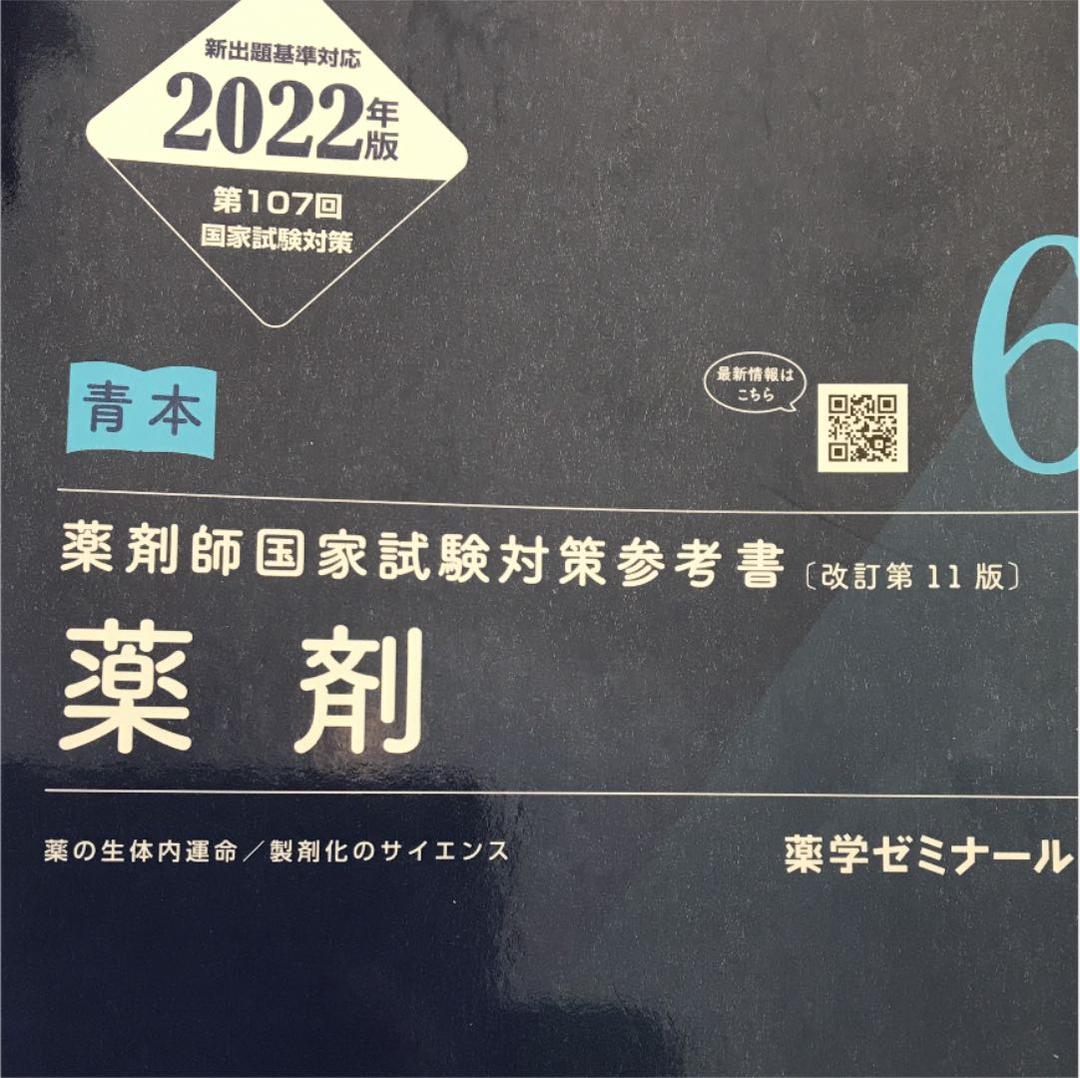 新出題基準対応
2022年版
第107回
国家試験対策
6
青本
最新情報は
こちら
薬剤師国家試験対策参考書〔改訂第11版〕
薬剤
薬の生体内運命／製剤化のサイエンス
薬学ゼミナール